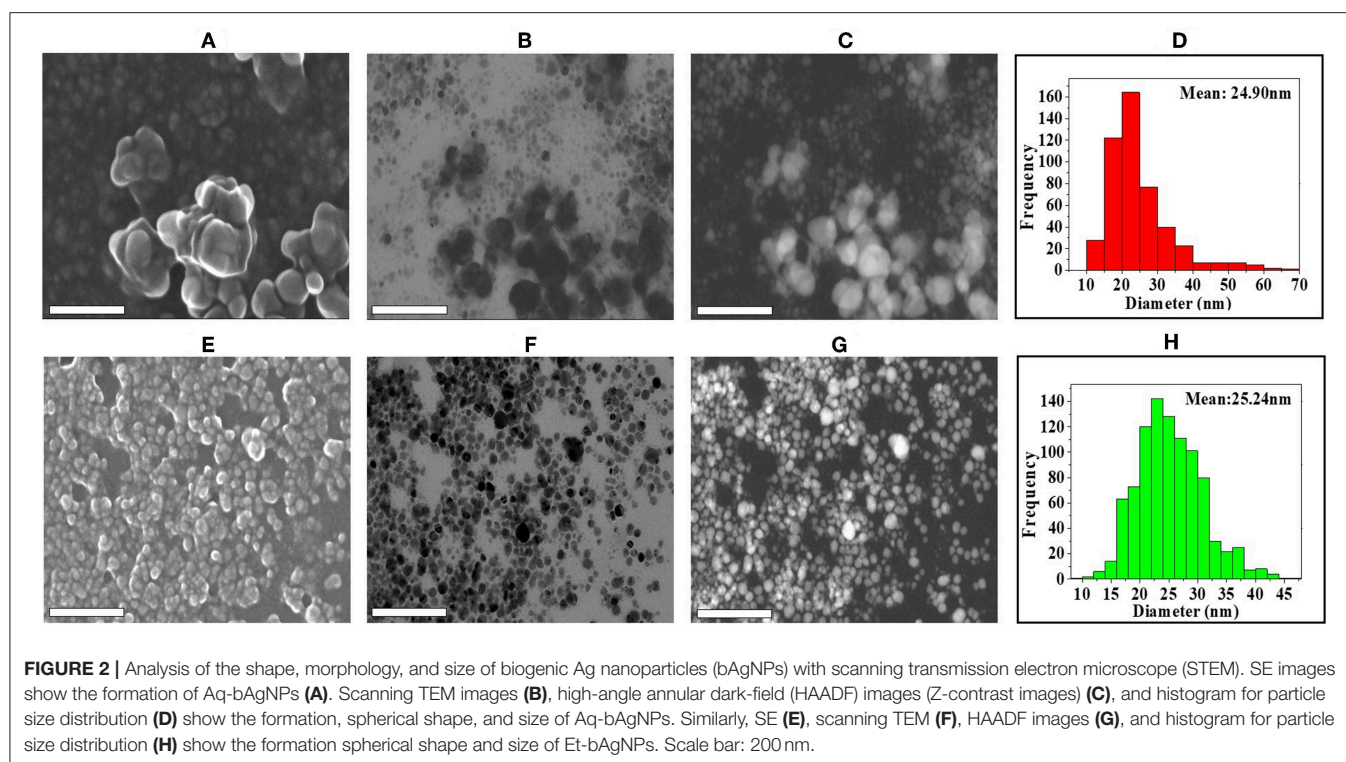 A B C D
Mean: 24.90nm
160
140
120
100
80
60
40
20
0
Frequency
10 20 30 40 50 60 70
Diameter (nm)
E F G H
Mean:25.24nm
140
120
100
80
60
40
20
0
Frequency
10 15 20 25 30 35 40 45
Diameter (nm)
FIGURE 2 | Analysis of the shape, morphology, and size of biogenic Ag nanoparticles (bAgNPs) with scanning transmission electron microscope (STEM). SE images
show the formation of Aq-bAgNPs (A). Scanning TEM images (B), high-angle annular dark-field (HAADF) images (Z-contrast images) (C), and histogram for particle
size distribution (D) show the formation, spherical shape, and size of Aq-bAgNPs. Similarly, SE (E), scanning TEM (F), HAADF images (G), and histogram for particle
size distribution (H) show the formation spherical shape and size of Et-bAgNPs. Scale bar: 200 nm.